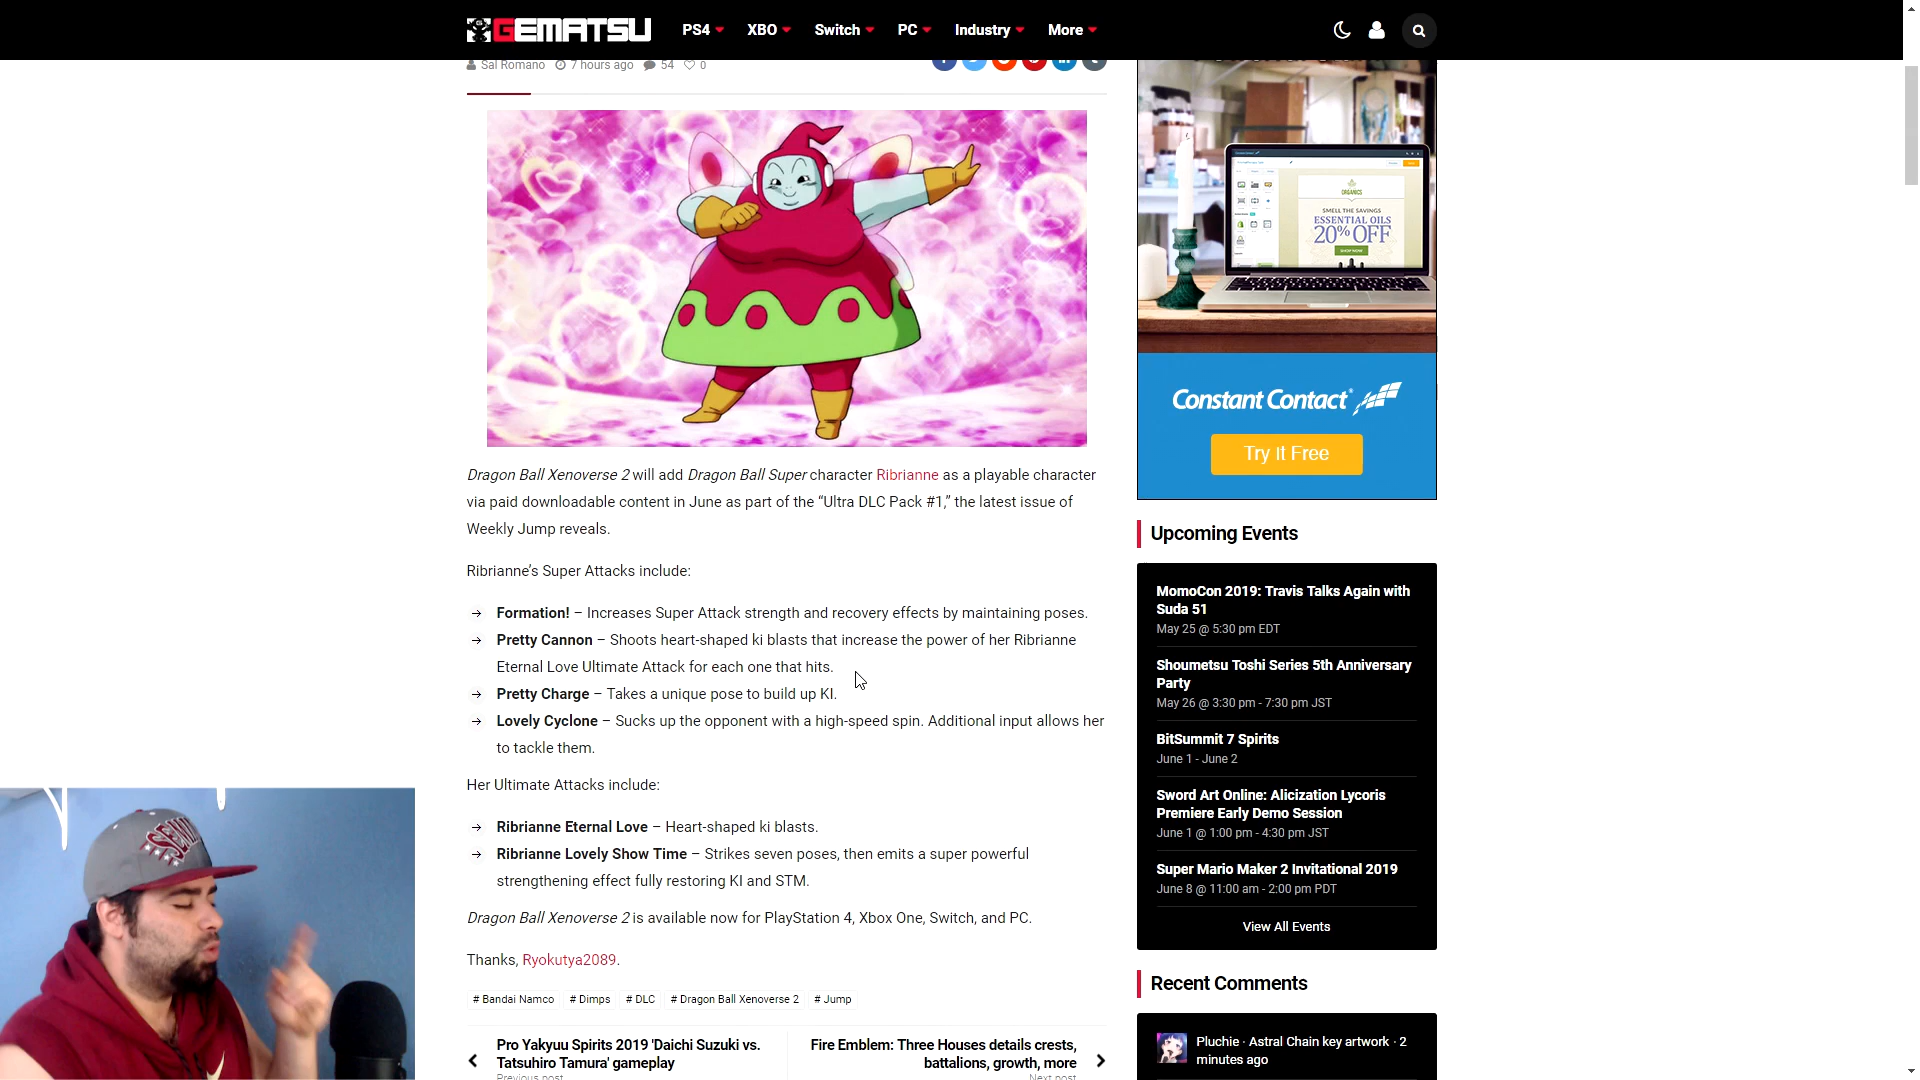 GEMATSU PS4 XBO Switch PC Industry More
Sal Romano 7 hours ago 54 0
Dragon Ball Xenoverse 2 will add Dragon Ball Super character Ribrianne as a playable character
via paid downloadable content in June as part of the “Ultra DLC Pack #1,” the latest issue of
Weekly Jump reveals.
Ribrianne’s Super Attacks include:
→ Formation! – Increases Super Attack strength and recovery effects by maintaining poses.
→ Pretty Cannon – Shoots heart-shaped ki blasts that increase the power of her Ribrianne
Eternal Love Ultimate Attack for each one that hits.
→ Pretty Charge – Takes a unique pose to build up KI.
→ Lovely Cyclone – Sucks up the opponent with a high-speed spin. Additional input allows her
to tackle them.
Her Ultimate Attacks include:
→ Ribrianne Eternal Love – Heart-shaped ki blasts.
→ Ribrianne Lovely Show Time – Strikes seven poses, then emits a super powerful
strengthening effect fully restoring KI and STM.
Dragon Ball Xenoverse 2 is available now for PlayStation 4, Xbox One, Switch, and PC.
Thanks, Ryokutya2089.
# Bandai Namco # Dimps # DLC # Dragon Ball Xenoverse 2 # Jump
Pro Yakyuu Spirits 2019 'Daichi Suzuki vs.
Tatsuhiro Tamura' gameplay
Previous post
Fire Emblem: Three Houses details crests,
battalions, growth, more
Next post
ORGANICS
SMELL THE SAVINGS
ESSENTIAL OILS
20% OFF
SHOP NOW
Constant Contact®
Try It Free
Upcoming Events
MomoCon 2019: Travis Talks Again with
Suda 51
May 25 @ 5:30 pm EDT
Shoumetsu Toshi Series 5th Anniversary
Party
May 26 @ 3:30 pm - 7:30 pm JST
BitSummit 7 Spirits
June 1 - June 2
Sword Art Online: Alicization Lycoris
Premiere Early Demo Session
June 1 @ 1:00 pm - 4:30 pm JST
Super Mario Maker 2 Invitational 2019
June 8 @ 11:00 am - 2:00 pm PDT
View All Events
Recent Comments
Pluchie · Astral Chain key artwork · 2
minutes ago